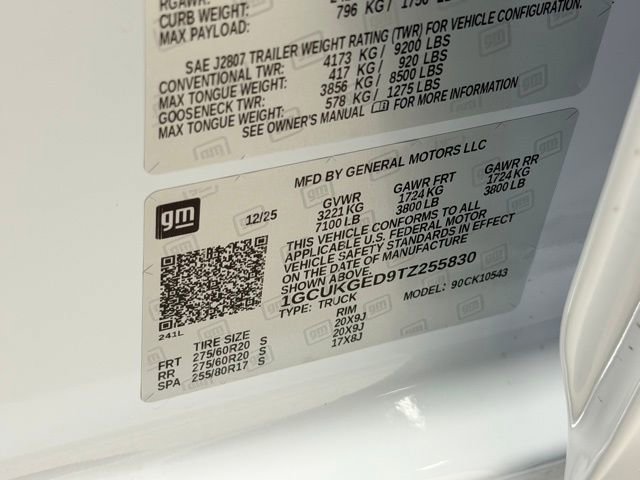 CURB WEIGHT:
MAX PAYLOAD: 796 KG /
SAE J2807 TRAILER WEIGHT RATING (TWR) FOR VEHICLE CONFIGURATION.
CONVENTIONAL TWR: 4173 KG / 9200 LBS
MAX TONGUE WEIGHT: 417 KG / 920 LBS
GOOSENECK TWR: 3856 KG / 8500 LBS
MAX TONGUE WEIGHT: 578 KG / 1275 LBS
SEE OWNER'S MANUAL FOR MORE INFORMATION
MFD BY GENERAL MOTORS LLC
gm
12/25
GVWR GAWR FRT GAWR RR
3221 KG 1724 KG 1724 KG
7100 LB 3800 LB 3800 LB
THIS VEHICLE CONFORMS TO ALL
APPLICABLE U.S. FEDERAL MOTOR
VEHICLE SAFETY STANDARDS IN EFFECT
ON THE DATE OF MANUFACTURE
SHOWN ABOVE.
1GCUKGED9TZ255830
TYPE: TRUCK MODEL: 90CK10543
241L
TIRE SIZE RIM
FRT 275/60R20 S 20X9J
RR 275/60R20 S 20X9J
SPA 255/80R17 S 17X8J